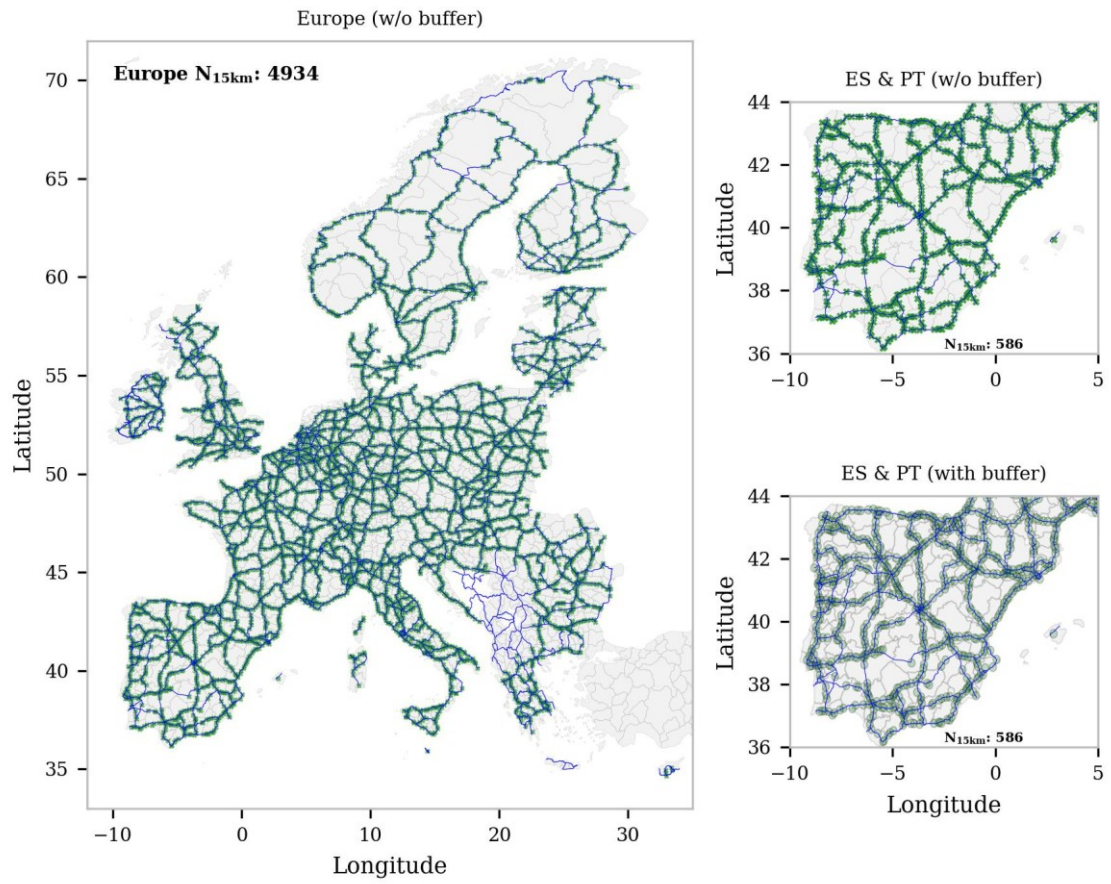 Europe (w/o buffer)
Europe N15km: 4934
70
65
60
55
50
45
40
35
Latitude
−10
0
10
20
30
Longitude
ES & PT (w/o buffer)
44
42
40
38
36
Latitude
N15km: 586
−10
−5
0
5
ES & PT (with buffer)
44
42
40
38
36
Latitude
N15km: 586
−10
−5
0
5
Longitude